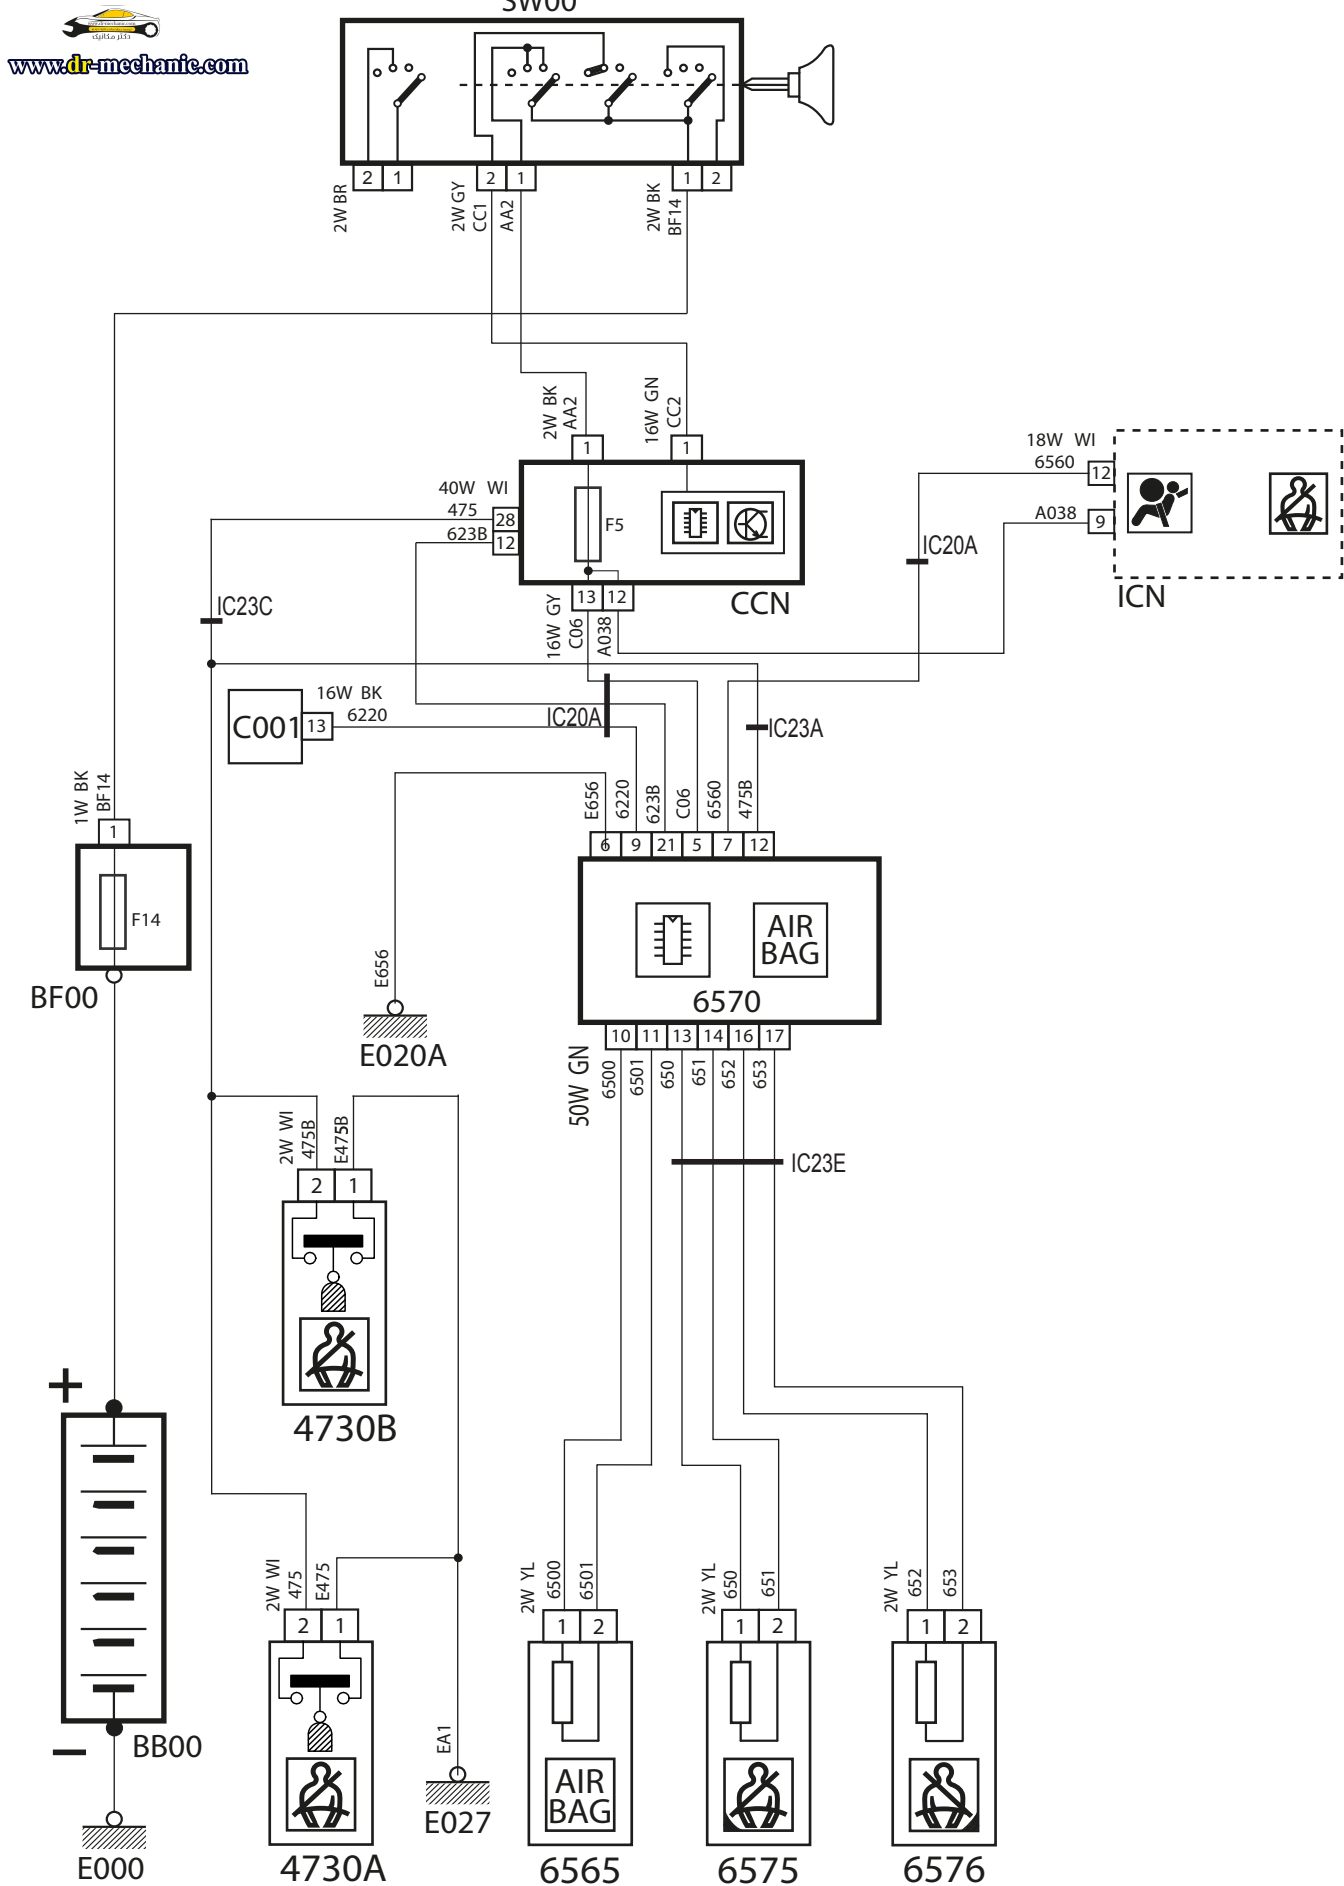 SW00
www.dr-mechanic.com
دکتر مکانیک
www.dr-mechanic.com
2 1
2 1
1 2
2W BR
2W GY
CC1
AA2
2W BK
BF14
2W BK
AA2
16W GN
CC2
1
1
18W WI
6560
12
A038
9
40W WI
475
28
623B
12
F5
IC20A
13 12
CCN
ICN
IC23C
16W GY
C06
A038
16W BK
6220
C001
13
IC20A
IC23A
1W BK
BF14
E656
6220
623B
C06
6560
475B
1
6 9 21 5 7 12
F14
AIR
BAG
E656
6570
BF00
E020A
10 11 13 14 16 17
50W GN
6500
6501
650
651
652
653
2W WI
475B
E475B
IC23E
2 1
+
4730B
2W WI
475
E475
2W YL
6500
6501
2W YL
650
651
2W YL
652
653
2 1
1 2
1 2
1 2
EA1
BB00
AIR
BAG
E027
E000
4730A
6565
6575
6576